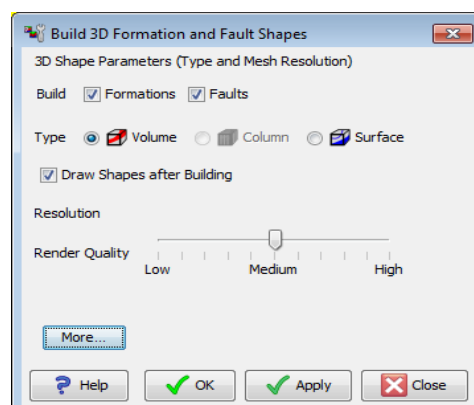 Build 3D Formation and Fault Shapes
3D Shape Parameters (Type and Mesh Resolution)
Build Formations Faults
Type Volume Column Surface
Draw Shapes after Building
Resolution
Render Quality
Low Medium High
More...
Help OK Apply Close